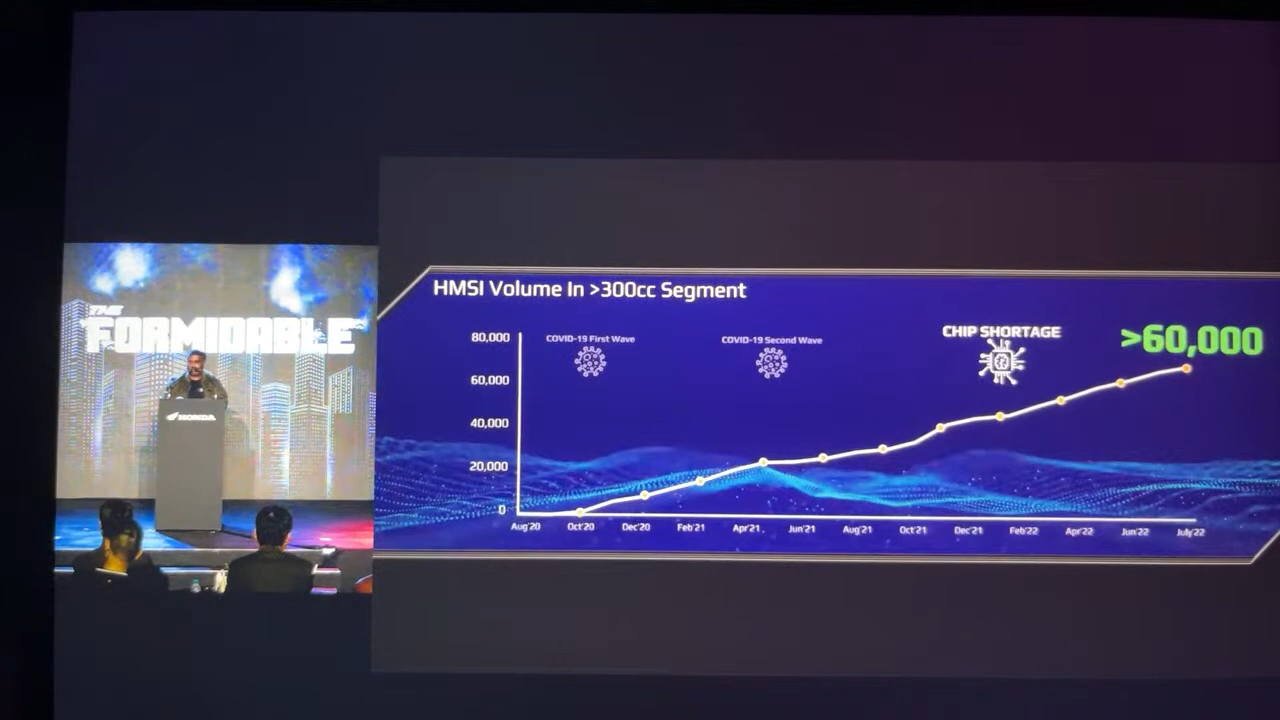 THE
FORMIDABLE
HONDA
HMSI Volume In >300cc Segment
80,000
60,000
40,000
20,000
0
COVID-19 First Wave
COVID-19 Second Wave
CHIP SHORTAGE
>60,000
Aug'20 Oct'20 Dec'20 Feb'21 Apr'21 Jun'21 Aug'21 Oct'21 Dec'21 Feb'22 Apr'22 Jun'22 July'22